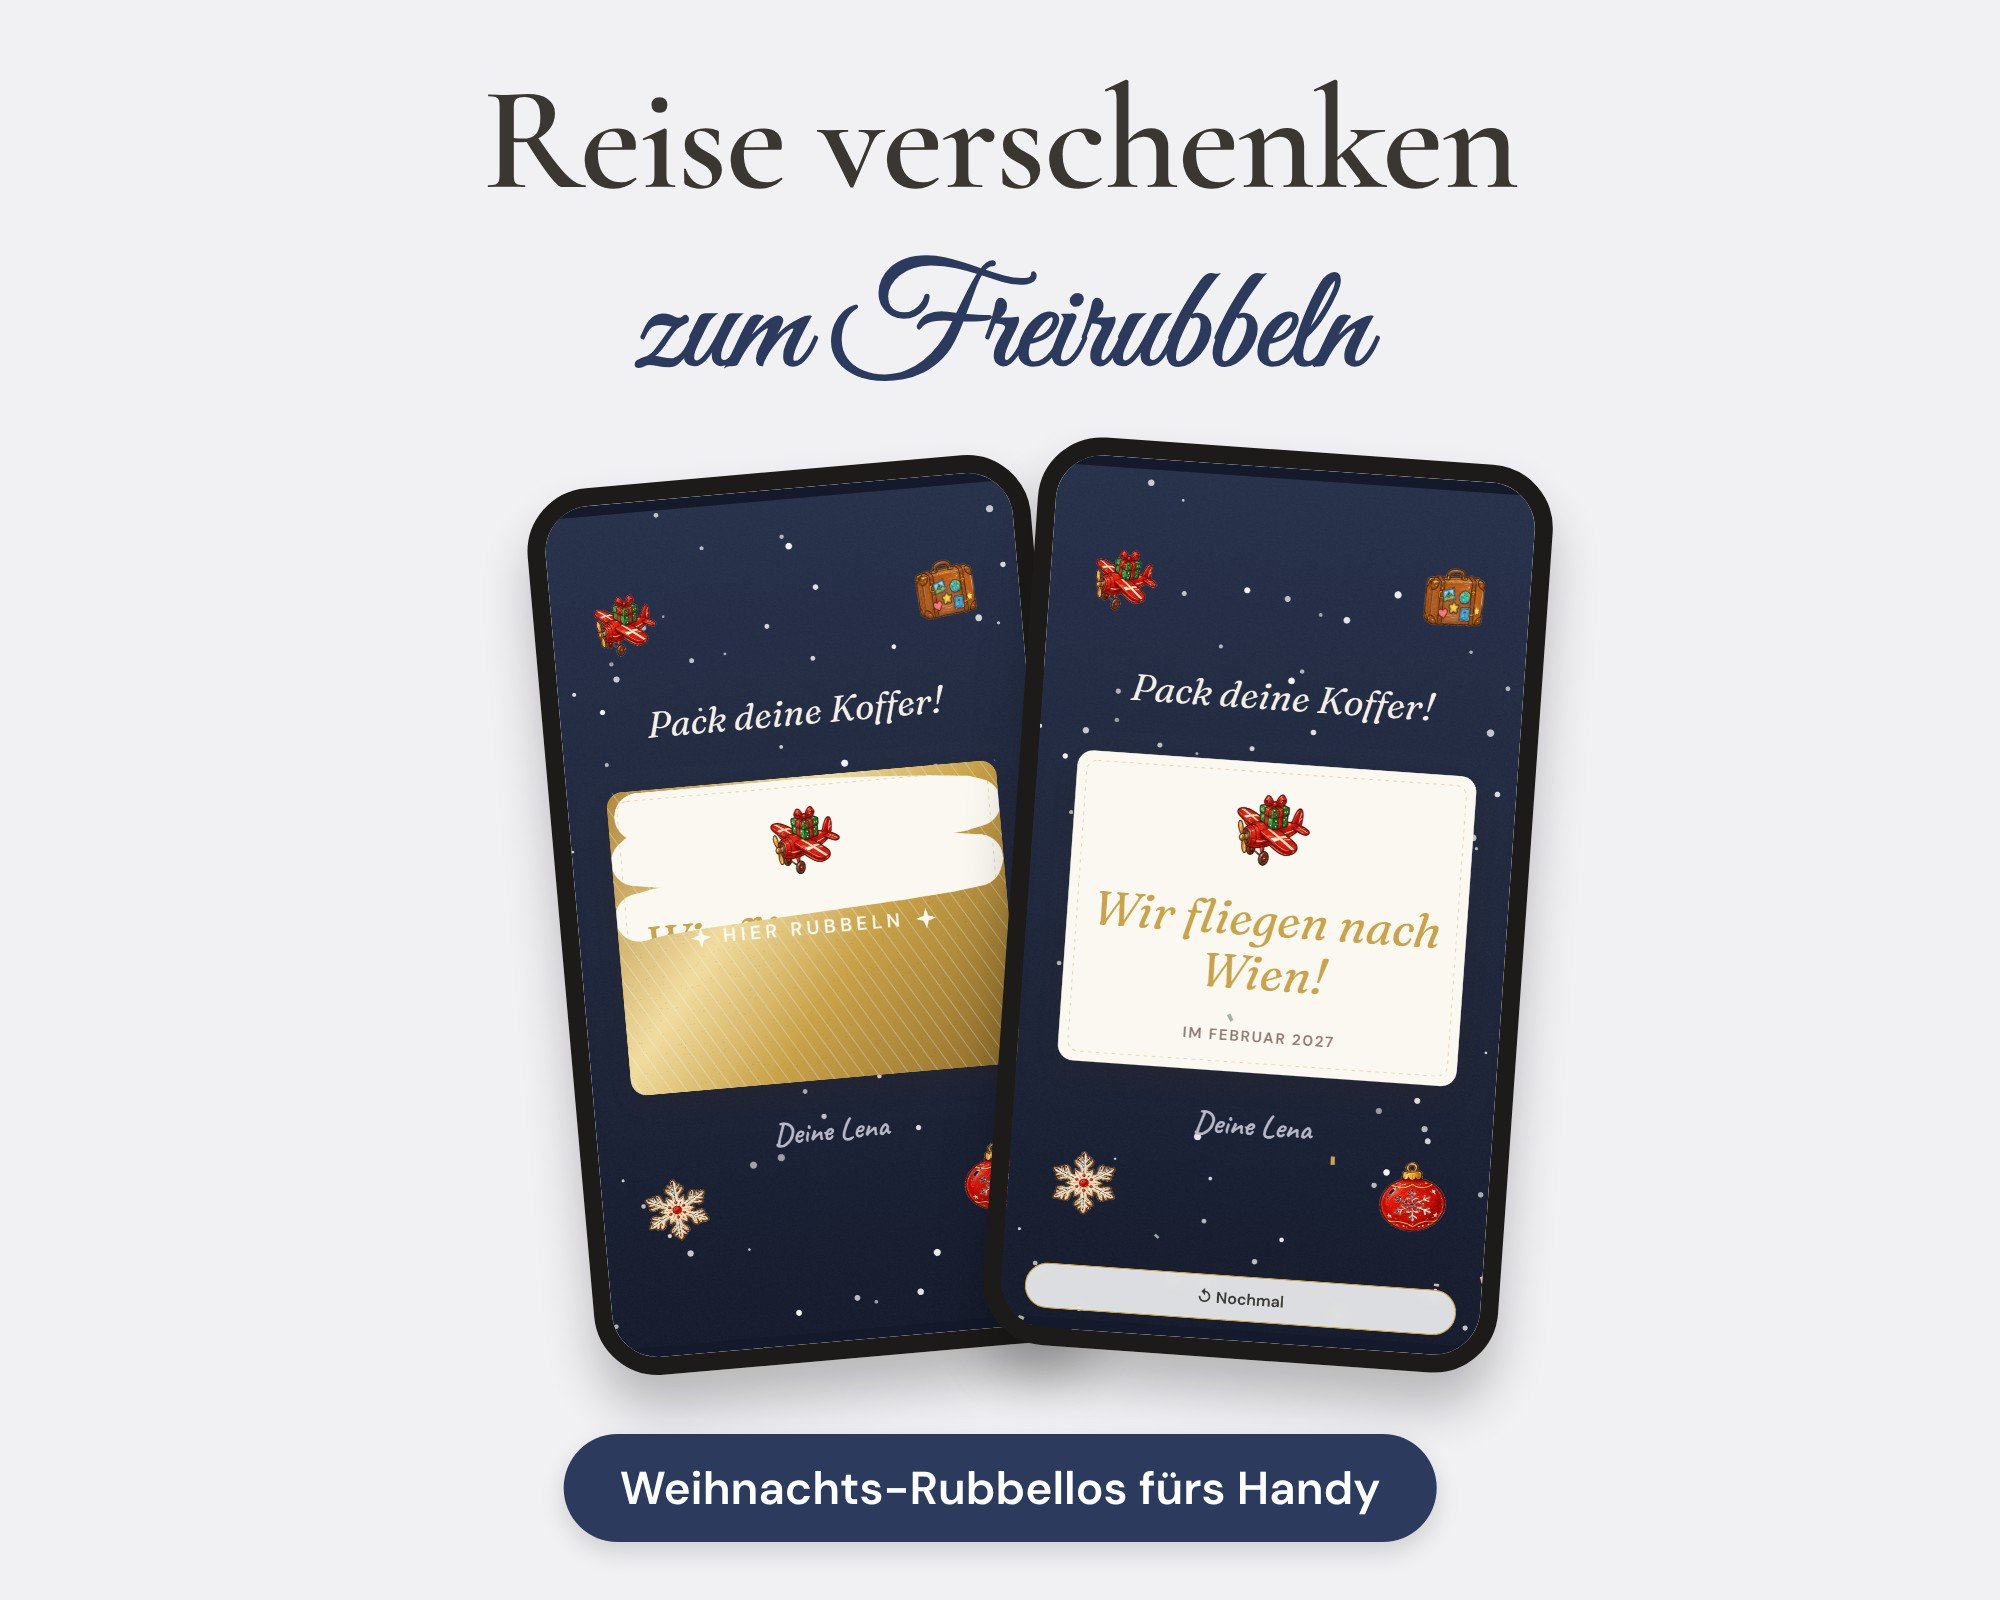 Reise verschenken
zum Freirubbeln
Pack deine Koffer!
HIER RUBBELN
Deine Lena
Pack deine Koffer!
Wir fliegen nach
Wien!
IM FEBRUAR 2027
Deine Lena
Nochmal
Weihnachts-Rubbellos fürs Handy